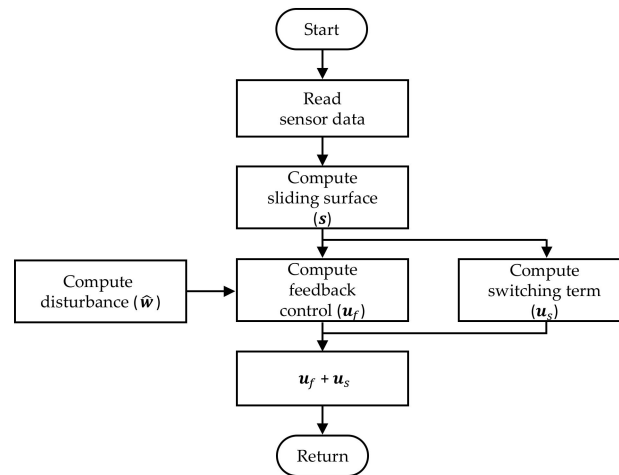 Start
Read
sensor data
Compute
sliding surface
(s)
Compute
disturbance (ŵ)
Compute
feedback
control (u_f)
Compute
switching term
(u_s)
u_f + u_s
Return